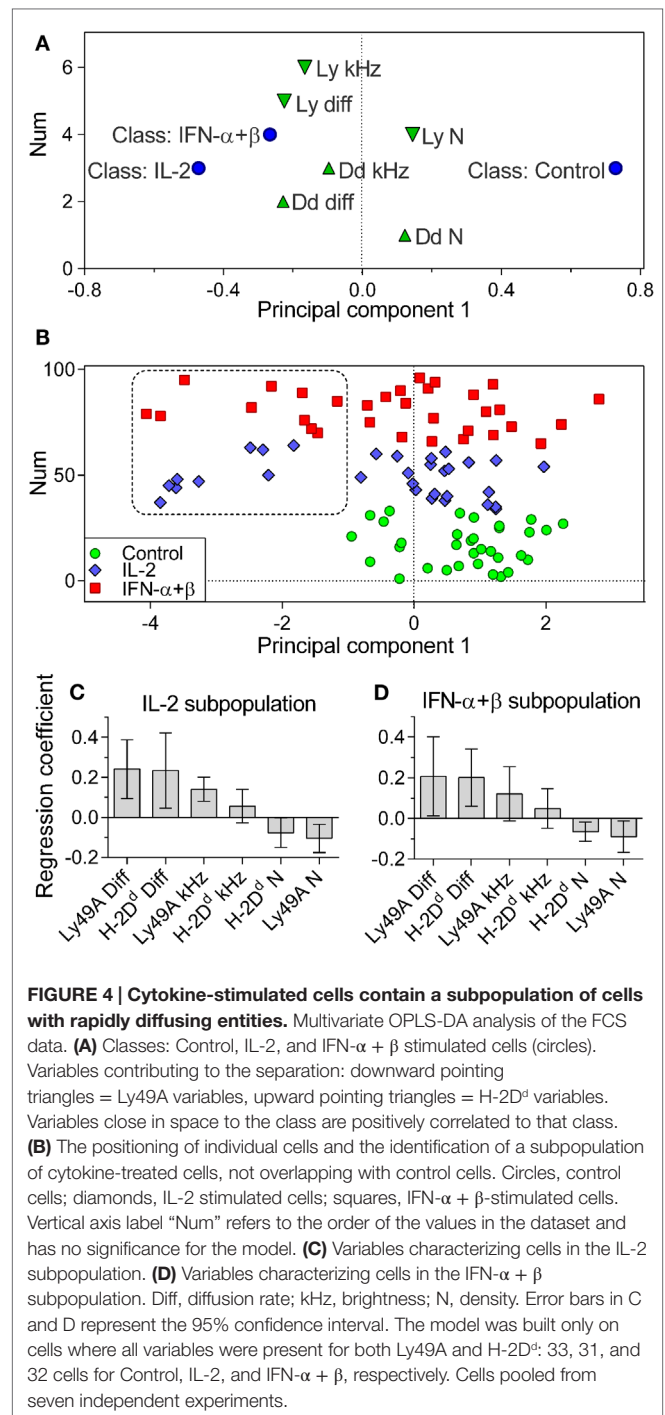 A
Num
6
4
2
0
Ly kHz
Ly diff
Class: IFN-α+β
Ly N
Class: IL-2
Dd kHz
Class: Control
Dd diff
Dd N
-0.8
-0.4
0.0
0.4
0.8
Principal component 1
B
Num
100
50
0
Control
IL-2
IFN-α+β
-4
-2
0
2
Principal component 1
C
IL-2 subpopulation
Regression coefficient
0.4
0.2
0.0
-0.2
Ly49A Diff
H-2Dᵈ Diff
Ly49A kHz
H-2Dᵈ kHz
H-2Dᵈ N
Ly49A N
D
IFN-α+β subpopulation
0.4
0.2
0.0
-0.2
Ly49A Diff
H-2Dᵈ Diff
Ly49A kHz
H-2Dᵈ kHz
H-2Dᵈ N
Ly49A N
FIGURE 4 | Cytokine-stimulated cells contain a subpopulation of cells
with rapidly diffusing entities. Multivariate OPLS-DA analysis of the FCS
data. (A) Classes: Control, IL-2, and IFN-α + β stimulated cells (circles).
Variables contributing to the separation: downward pointing
triangles = Ly49A variables, upward pointing triangles = H-2Dᵈ variables.
Variables close in space to the class are positively correlated to that class.
(B) The positioning of individual cells and the identification of a subpopulation
of cytokine-treated cells, not overlapping with control cells. Circles, control
cells; diamonds, IL-2 stimulated cells; squares, IFN-α + β-stimulated cells.
Vertical axis label “Num” refers to the order of the values in the dataset and
has no significance for the model. (C) Variables characterizing cells in the IL-2
subpopulation. (D) Variables characterizing cells in the IFN-α + β
subpopulation. Diff, diffusion rate; kHz, brightness; N, density. Error bars in C
and D represent the 95% confidence interval. The model was built only on
cells where all variables were present for both Ly49A and H-2Dᵈ: 33, 31, and
32 cells for Control, IL-2, and IFN-α + β, respectively. Cells pooled from
seven independent experiments.